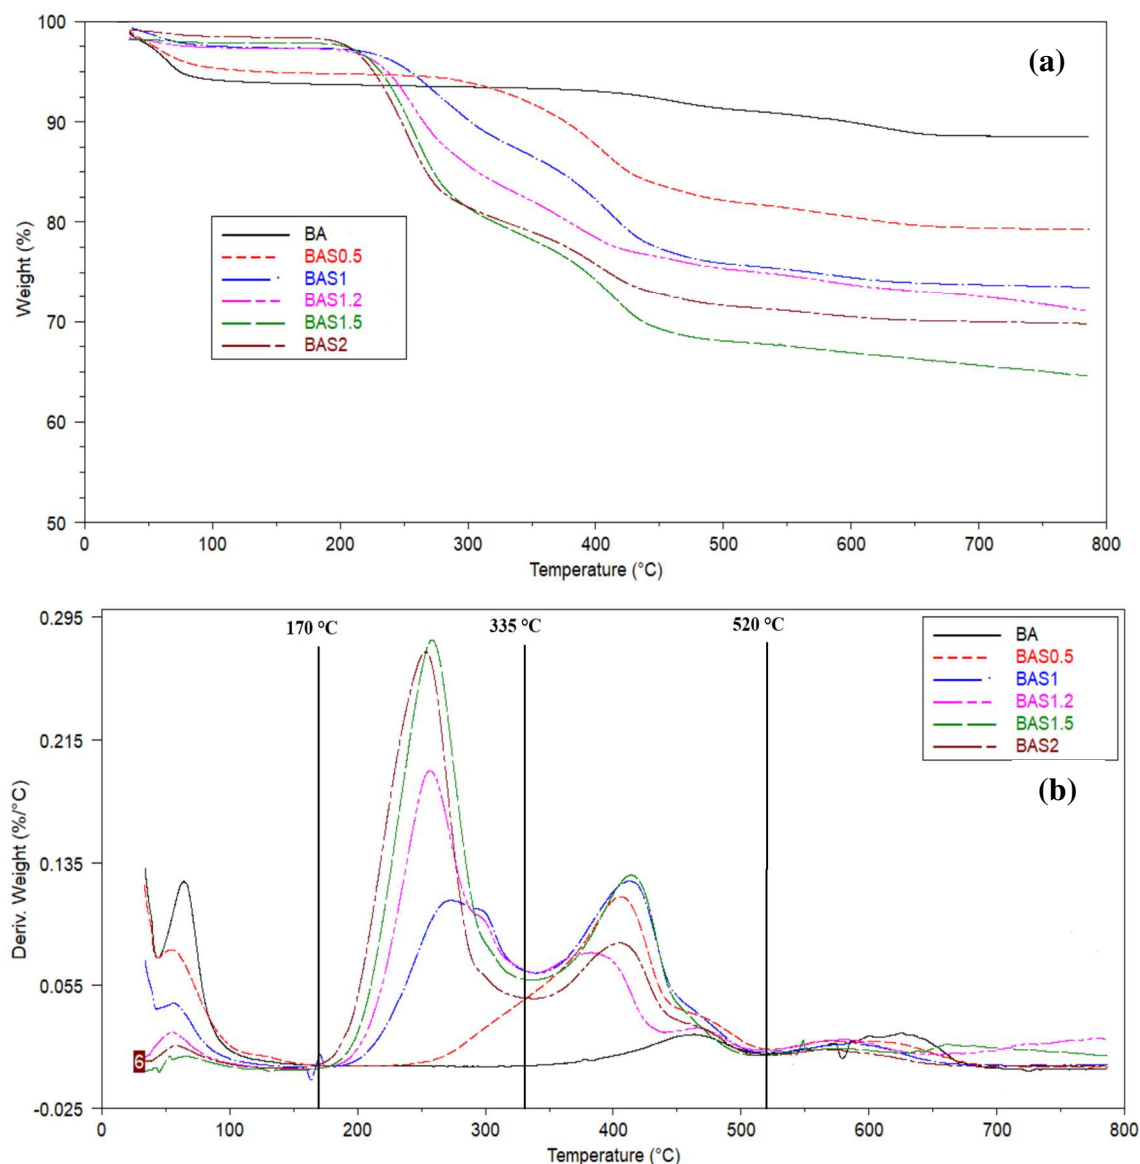 (a)
100
90
80
70
60
50
Weight (%)
BA
BAS0.5
BAS1
BAS1.2
BAS1.5
BAS2
0 100 200 300 400 500 600 700 800
Temperature (°C)
(b)
0.295
0.215
0.135
0.055
-0.025
Deriv. Weight (%/°C)
170 °C 335 °C 520 °C
BA
BAS0.5
BAS1
BAS1.2
BAS1.5
BAS2
6
0 100 200 300 400 500 600 700 800
Temperature (°C)